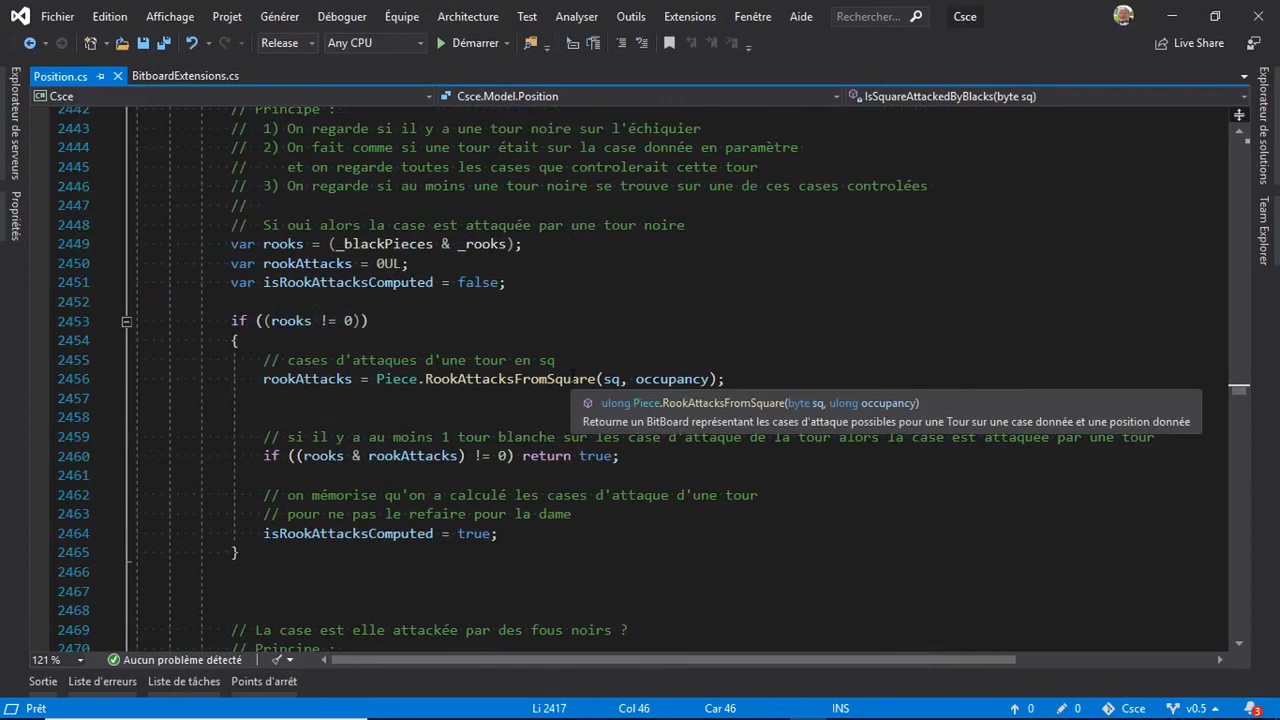 Fichier Edition Affichage Projet Générer Déboguer Équipe Architecture Test Analyser Outils Extensions Fenêtre Aide Rechercher... Csce
Release Any CPU Démarrer Live Share
Position.cs BitboardExtensions.cs
Csce Csce.Model.Position IsSquareAttackedByBlacks(byte sq)
Explorateur de serveurs
Propriétés
Explorateur de solutions
Team Explorer
2442 // Principe :
2443 // 1) On regarde si il y a une tour noire sur l'échiquier
2444 // 2) On fait comme si une tour était sur la case donnée en paramètre
2445 // et on regarde toutes les cases que controlerait cette tour
2446 // 3) On regarde si au moins une tour noire se trouve sur une de ces cases controlées
2447 //
2448 // Si oui alors la case est attaquée par une tour noire
2449 var rooks = (_blackPieces & _rooks);
2450 var rookAttacks = 0UL;
2451 var isRookAttacksComputed = false;
2452
2453 if ((rooks != 0))
2454 {
2455 // cases d'attaques d'une tour en sq
2456 rookAttacks = Piece.RookAttacksFromSquare(sq, occupancy);
2457 ulong Piece.RookAttacksFromSquare(byte sq, ulong occupancy)
2458 Retourne un BitBoard représentant les cases d'attaque possibles pour une Tour sur une case donnée et une position donnée
2459 // si il y a au moins 1 tour blanche sur les case d'attaque de la tour alors la case est attaquée par une tour
2460 if ((rooks & rookAttacks) != 0) return true;
2461
2462 // on mémorise qu'on a calculé les cases d'attaque d'une tour
2463 // pour ne pas le refaire pour la dame
2464 isRookAttacksComputed = true;
2465 }
2466
2467
2468
2469 // La case est elle attackée par des fous noirs ?
2470 // Principe :
121 % Aucun problème détecté
Sortie Liste d'erreurs Liste de tâches Points d'arrêt
Prêt Li 2417 Col 46 Car 46 INS 0 0 Csce v0.5 3